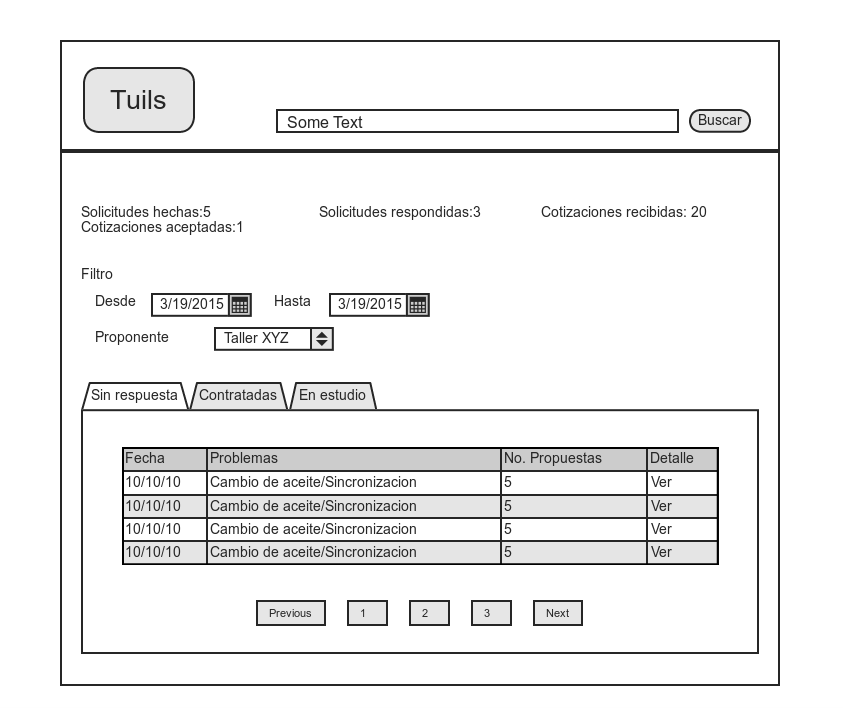 Tuils
Some Text
Buscar
Solicitudes hechas:5 Solicitudes respondidas:3 Cotizaciones recibidas: 20
Cotizaciones aceptadas:1
Filtro
Desde 3/19/2015 Hasta 3/19/2015
Proponente Taller XYZ
Sin respuesta Contratadas En estudio
Fecha Problemas No. Propuestas Detalle
10/10/10 Cambio de aceite/Sincronizacion 5 Ver
10/10/10 Cambio de aceite/Sincronizacion 5 Ver
10/10/10 Cambio de aceite/Sincronizacion 5 Ver
10/10/10 Cambio de aceite/Sincronizacion 5 Ver
Previous 1 2 3 Next